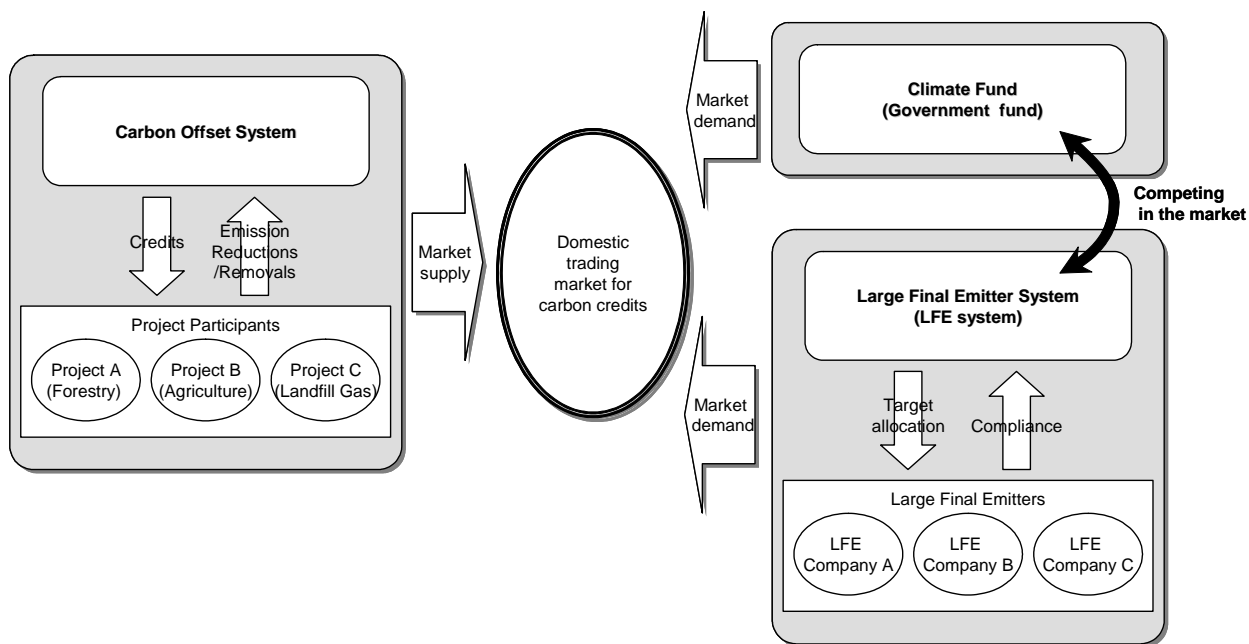 Carbon Offset System
Credits
Emission
Reductions
/Removals
Project Participants
Project A
(Forestry)
Project B
(Agriculture)
Project C
(Landfill Gas)
Market
supply
Domestic
trading
market for
carbon credits
Market
demand
Climate Fund
(Government fund)
Competing
in the market
Market
demand
Large Final Emitter System
(LFE system)
Target
allocation
Compliance
Large Final Emitters
LFE
Company A
LFE
Company B
LFE
Company C